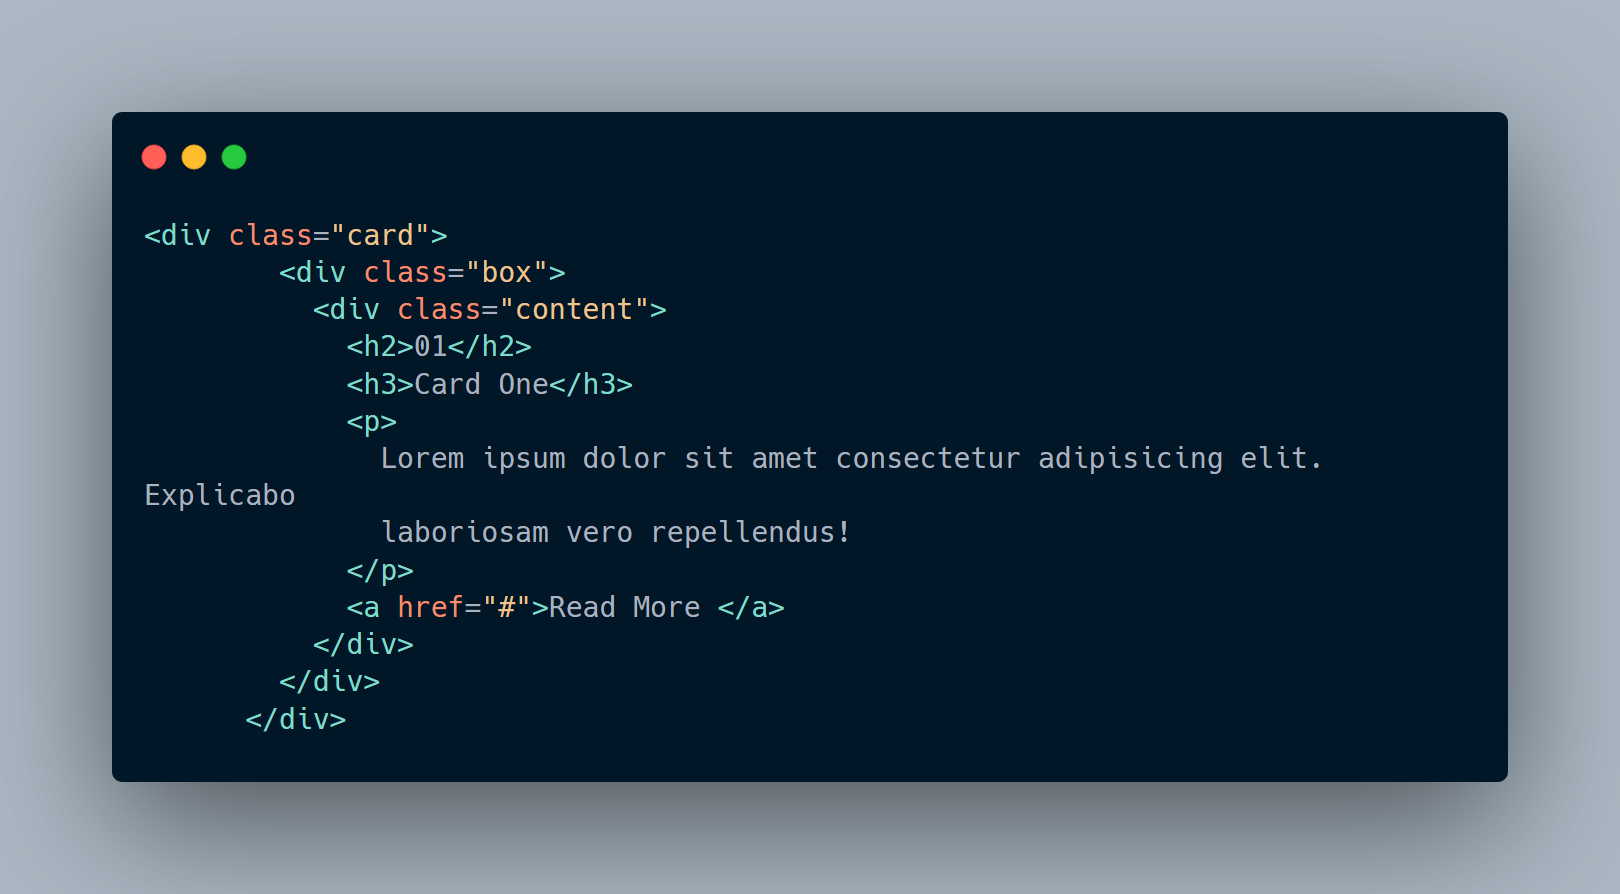 <div class="card">
        <div class="box">
          <div class="content">
            <h2>01</h2>
            <h3>Card One</h3>
            <p>
              Lorem ipsum dolor sit amet consectetur adipisicing elit.
Explicabo
              laboriosam vero repellendus!
            </p>
            <a href="#">Read More </a>
          </div>
        </div>
      </div>